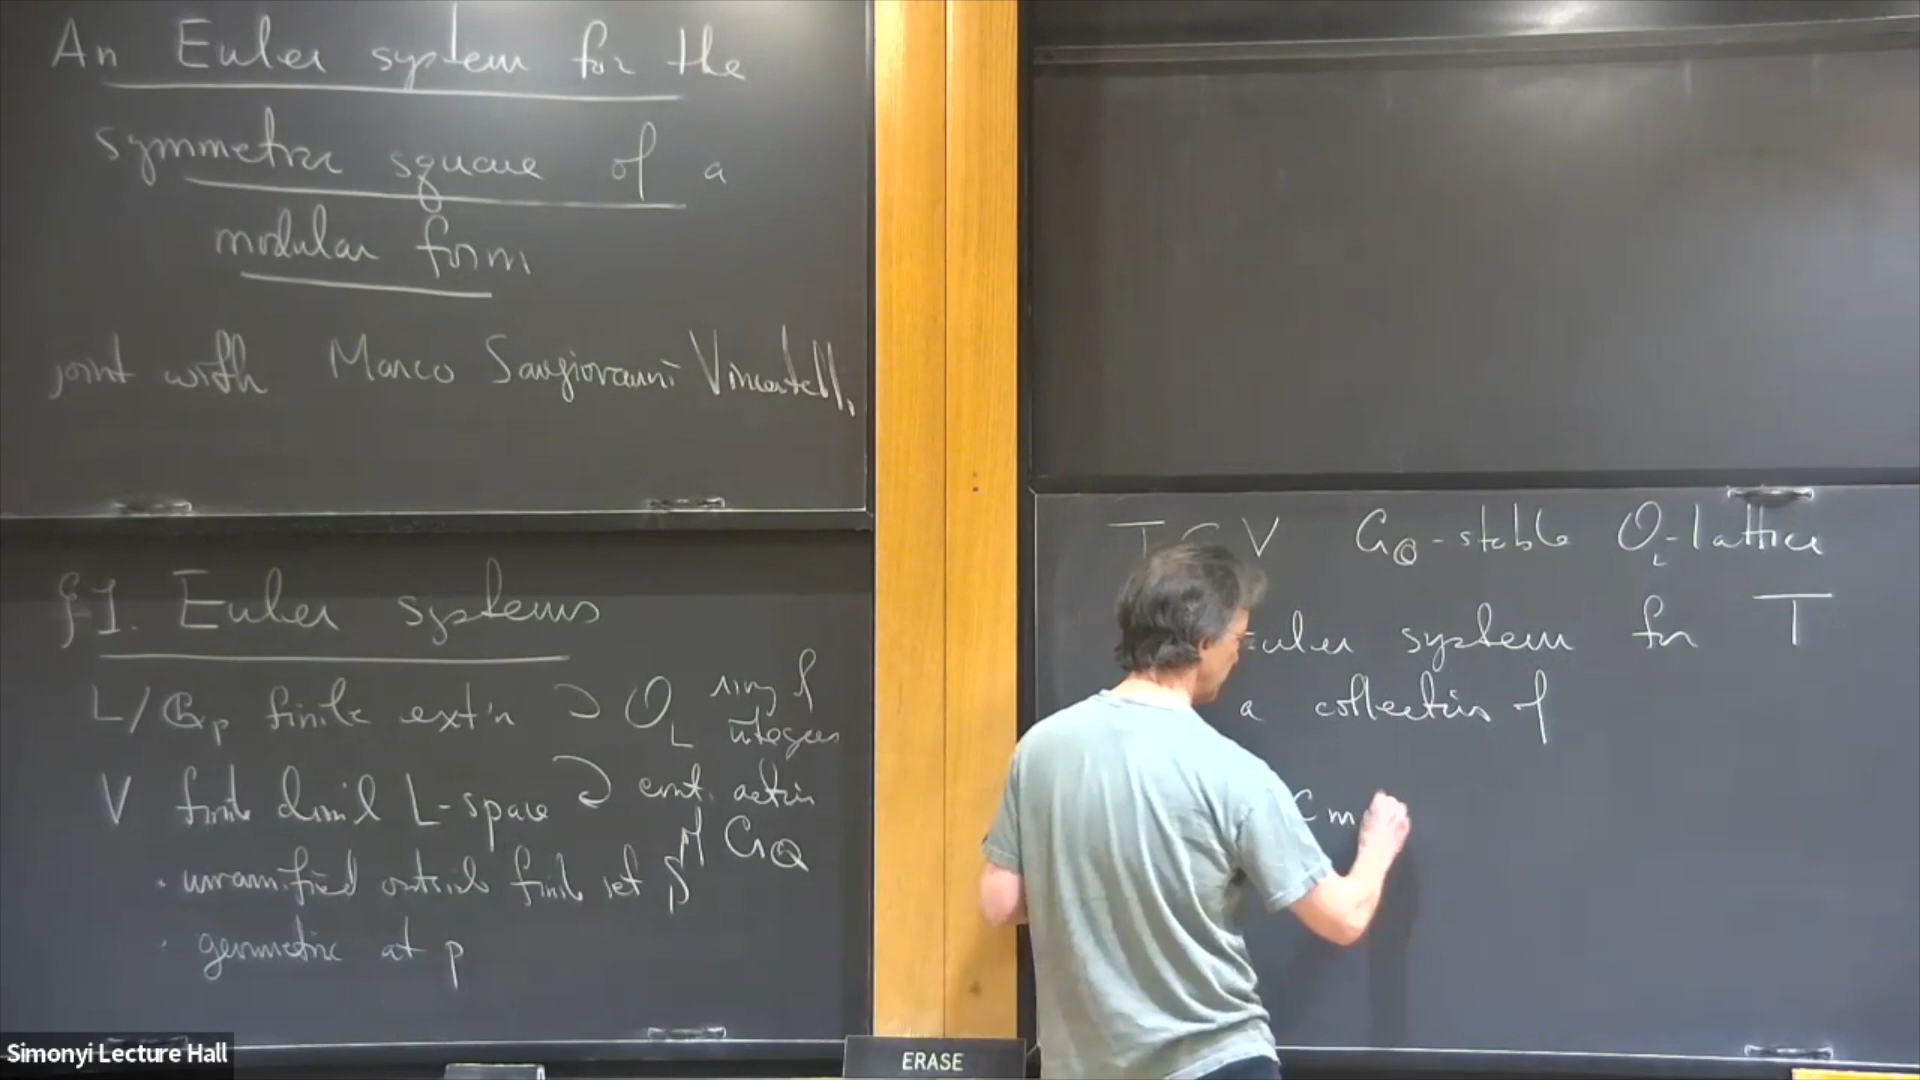 An Euler system for the
symmetric square of a
modular form
joint with Marco Sangiovanni Vincentelli
§1. Euler systems
L/ℚp finite ext'n ⊃ O_L ring of integers
V finite dim'l L-space ⊃ cont. action of G_ℚ
· unramified outside finite set S
· geometric at p
T ⊂ V G_ℚ-stable O_L-lattice
Euler system for T
a collection of
c m
Simonyi Lecture Hall
ERASE